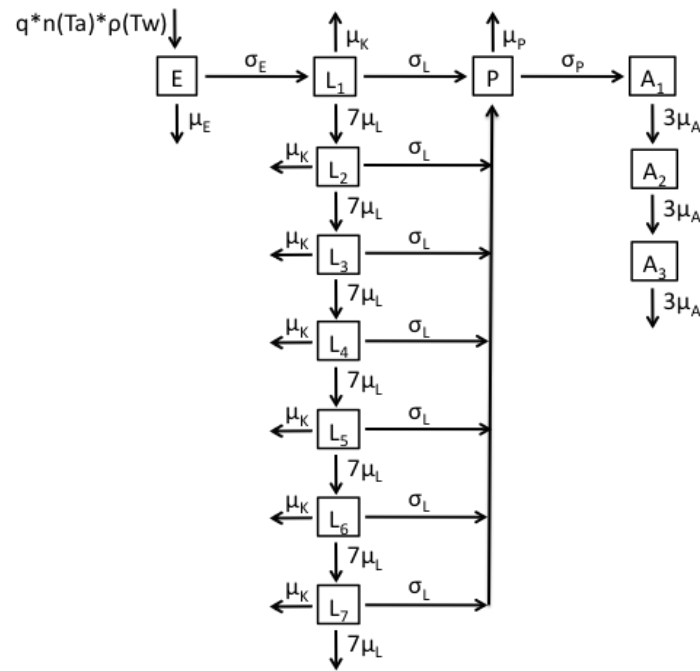 q*n(Ta)*ρ(Tw)
μK μP
σE σL σP
E L1 P A1
μE 7μL 3μA
μK σL
L2 A2
7μL 3μA
μK σL
L3 A3
7μL 3μA
μK σL
L4
7μL
μK σL
L5
7μL
μK σL
L6
7μL
μK σL
L7
7μL